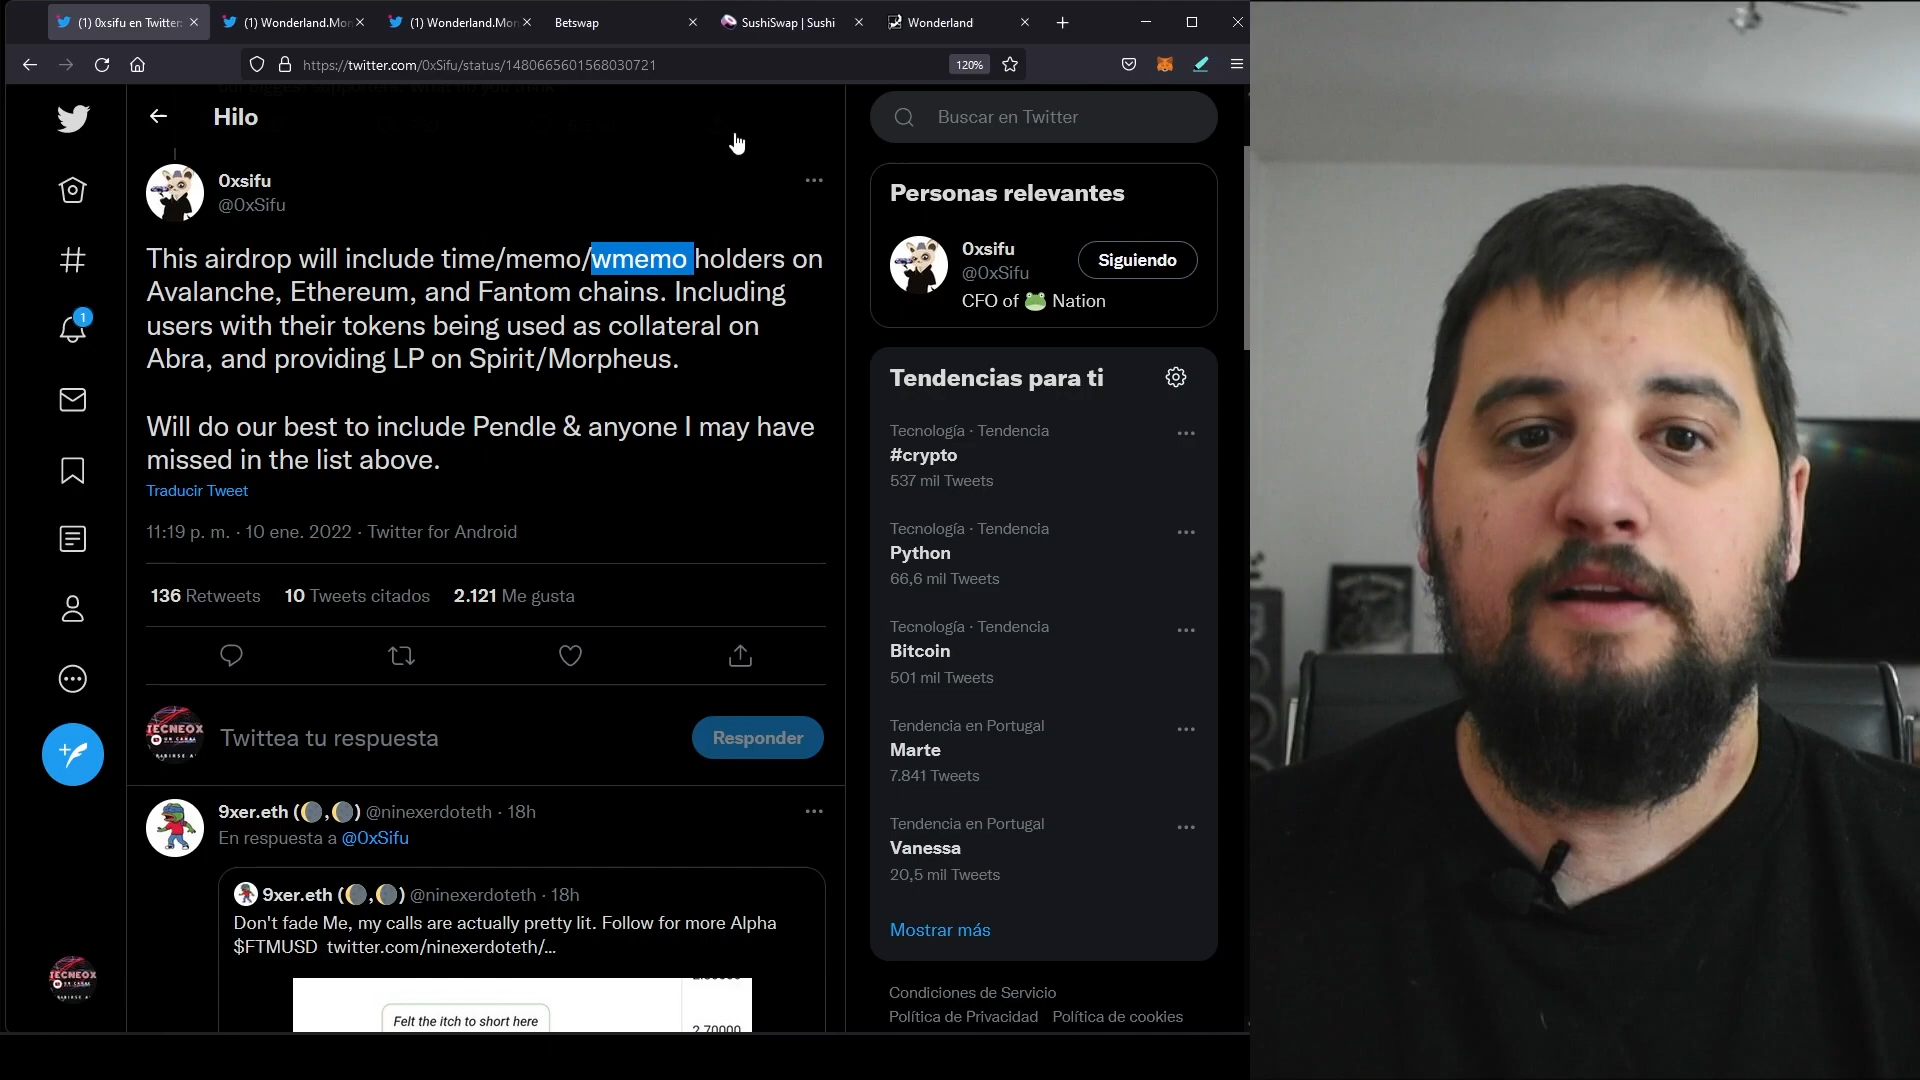 (1) 0xsifu en Twitter:
(1) Wonderland.Mon
(1) Wonderland.Mon
Betswap
SushiSwap | Sushi
Wonderland
https://twitter.com/0xSifu/status/1480665601568030721
120%
Hilo
Buscar en Twitter
0xsifu
@0xSifu
This airdrop will include time/memo/wmemo holders on
Avalanche, Ethereum, and Fantom chains. Including
users with their tokens being used as collateral on
Abra, and providing LP on Spirit/Morpheus.
Will do our best to include Pendle & anyone I may have
missed in the list above.
Traducir Tweet
11:19 p. m. · 10 ene. 2022 · Twitter for Android
136 Retweets 10 Tweets citados 2.121 Me gusta
1
TECNEOX
Twittea tu respuesta
Responder
9xer.eth (🌒,🌘) @ninexerdoteth · 18h
En respuesta a @0xSifu
9xer.eth (🌒,🌘) @ninexerdoteth · 18h
Don't fade Me, my calls are actually pretty lit. Follow for more Alpha
$FTMUSD twitter.com/ninexerdoteth/...
Felt the itch to short here
2.70000
TECNEOX
Personas relevantes
0xsifu
@0xSifu
Siguiendo
CFO of 🐸 Nation
Tendencias para ti
Tecnología · Tendencia
#crypto
537 mil Tweets
Tecnología · Tendencia
Python
66,6 mil Tweets
Tecnología · Tendencia
Bitcoin
501 mil Tweets
Tendencia en Portugal
Marte
7.841 Tweets
Tendencia en Portugal
Vanessa
20,5 mil Tweets
Mostrar más
Condiciones de Servicio
Política de Privacidad Política de cookies